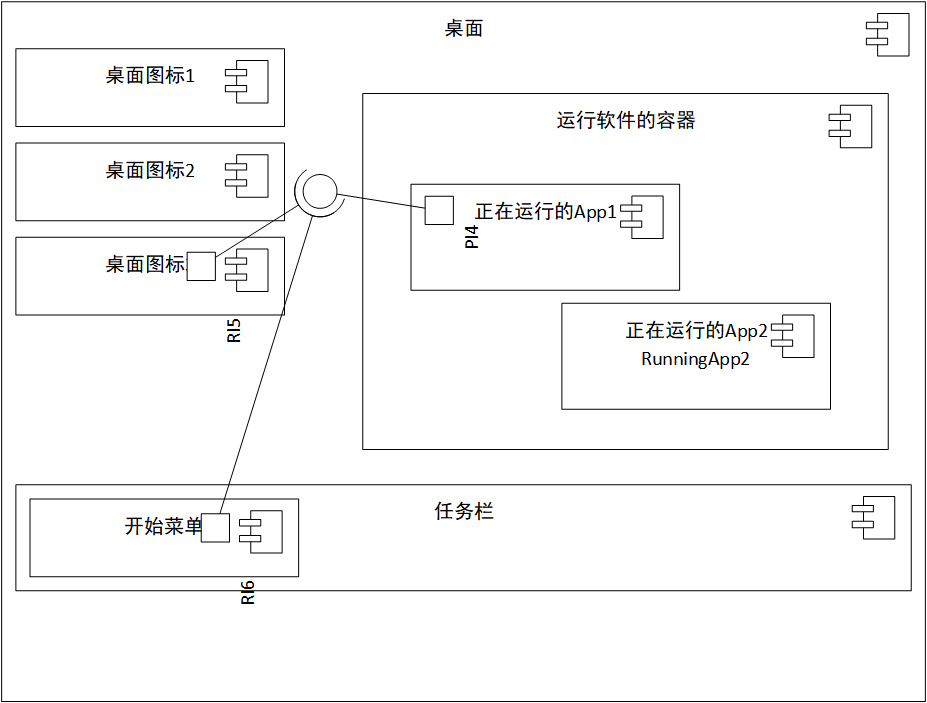 桌面
桌面图标1
运行软件的容器
桌面图标2
正在运行的App1
PI4
桌面图标
RI5
正在运行的App2
RunningApp2
任务栏
开始菜单
RI6